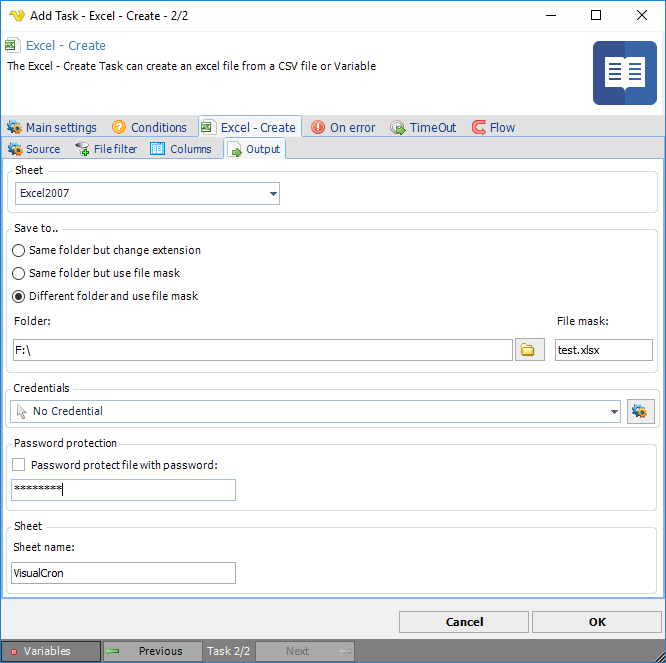 Add Task - Excel - Create - 2/2
Excel - Create
The Excel - Create Task can create an excel file from a CSV file or Variable
Main settings Conditions Excel - Create On error TimeOut Flow
Source File filter Columns Output
Sheet
Excel2007
Save to..
Same folder but change extension
Same folder but use file mask
Different folder and use file mask
Folder: File mask:
F:\ test.xlsx
Credentials
No Credential
Password protection
Password protect file with password:
********
Sheet
Sheet name:
VisualCron
Cancel OK
Variables Previous Task 2/2 Next